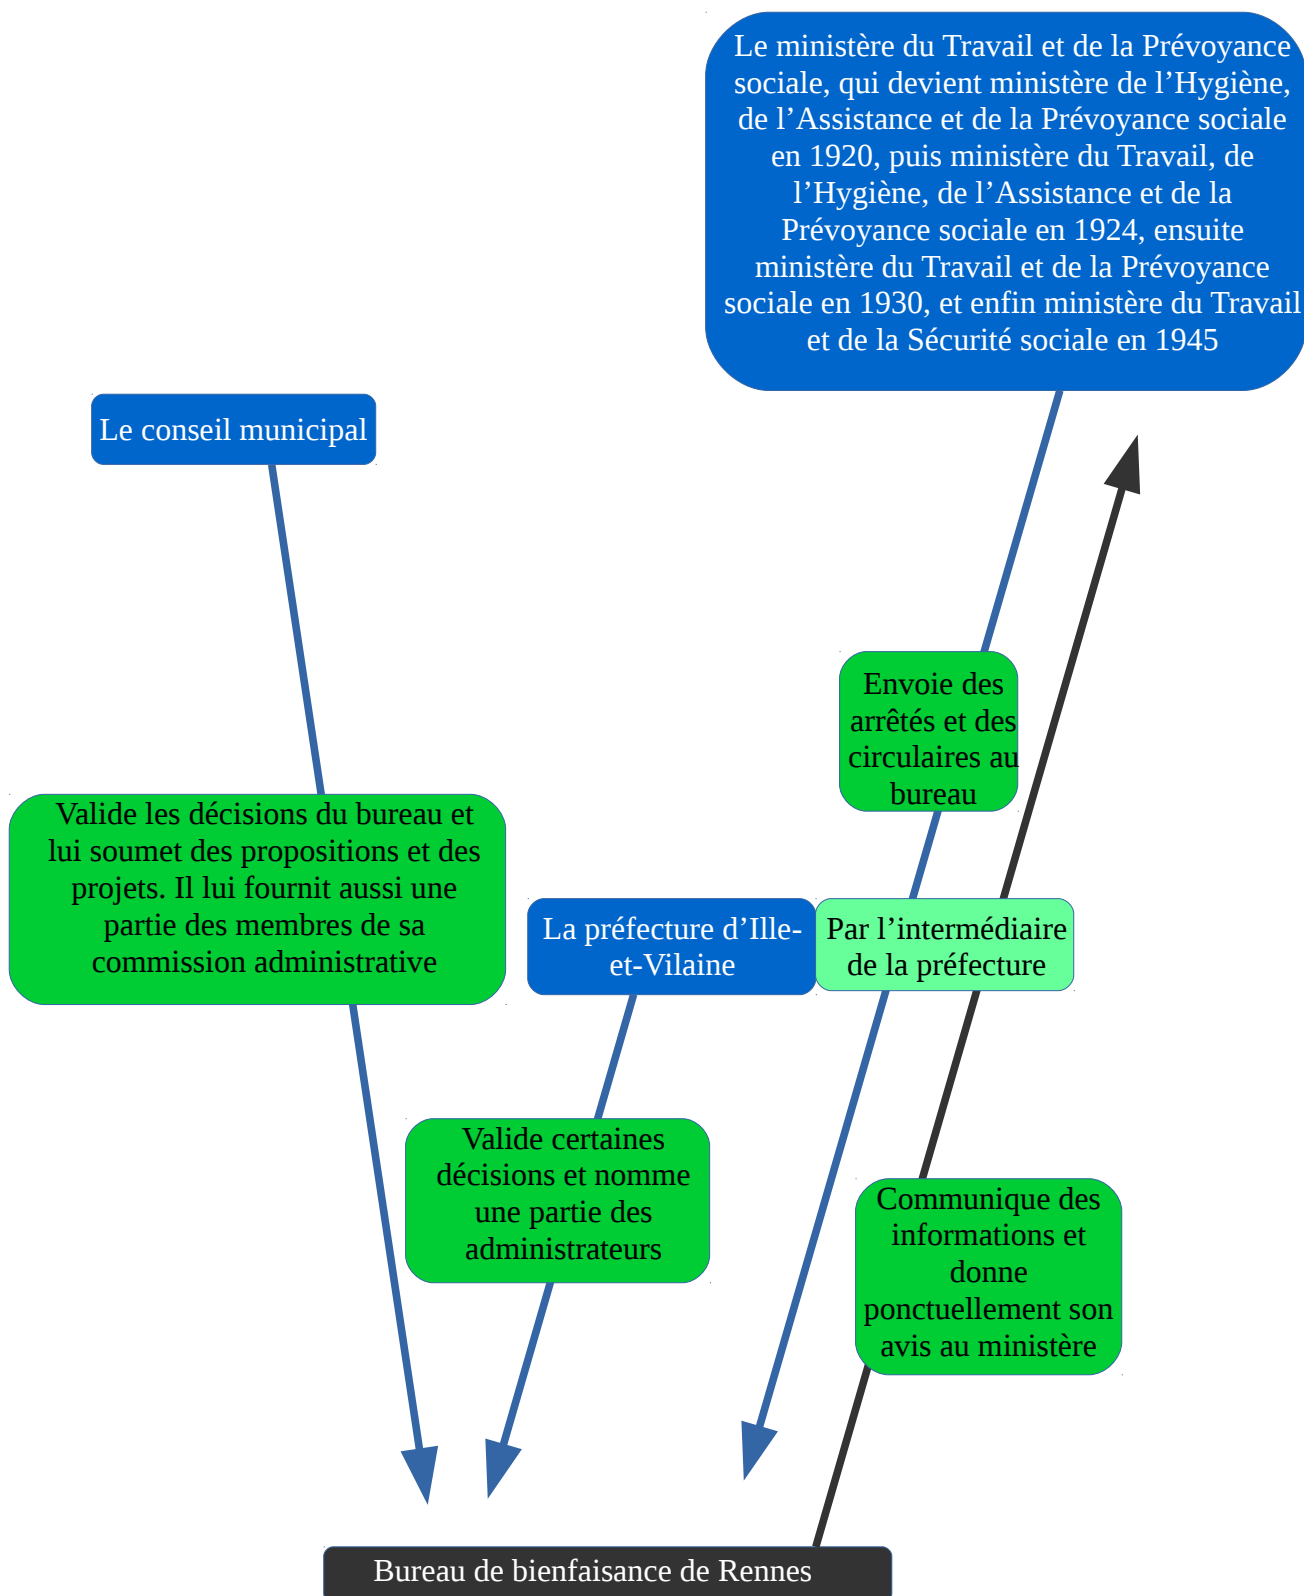 Le ministère du Travail et de la Prévoyance
sociale, qui devient ministère de l’Hygiène,
de l’Assistance et de la Prévoyance sociale
en 1920, puis ministère du Travail, de
l’Hygiène, de l’Assistance et de la
Prévoyance sociale en 1924, ensuite
ministère du Travail et de la Prévoyance
sociale en 1930, et enfin ministère du Travail
et de la Sécurité sociale en 1945
Le conseil municipal
Envoie des
arrêtés et des
circulaires au
bureau
Valide les décisions du bureau et
lui soumet des propositions et des
projets. Il lui fournit aussi une
partie des membres de sa
commission administrative
La préfecture d’Ille-
et-Vilaine
Par l’intermédiaire
de la préfecture
Valide certaines
décisions et nomme
une partie des
administrateurs
Communique des
informations et
donne
ponctuellement son
avis au ministère
Bureau de bienfaisance de Rennes